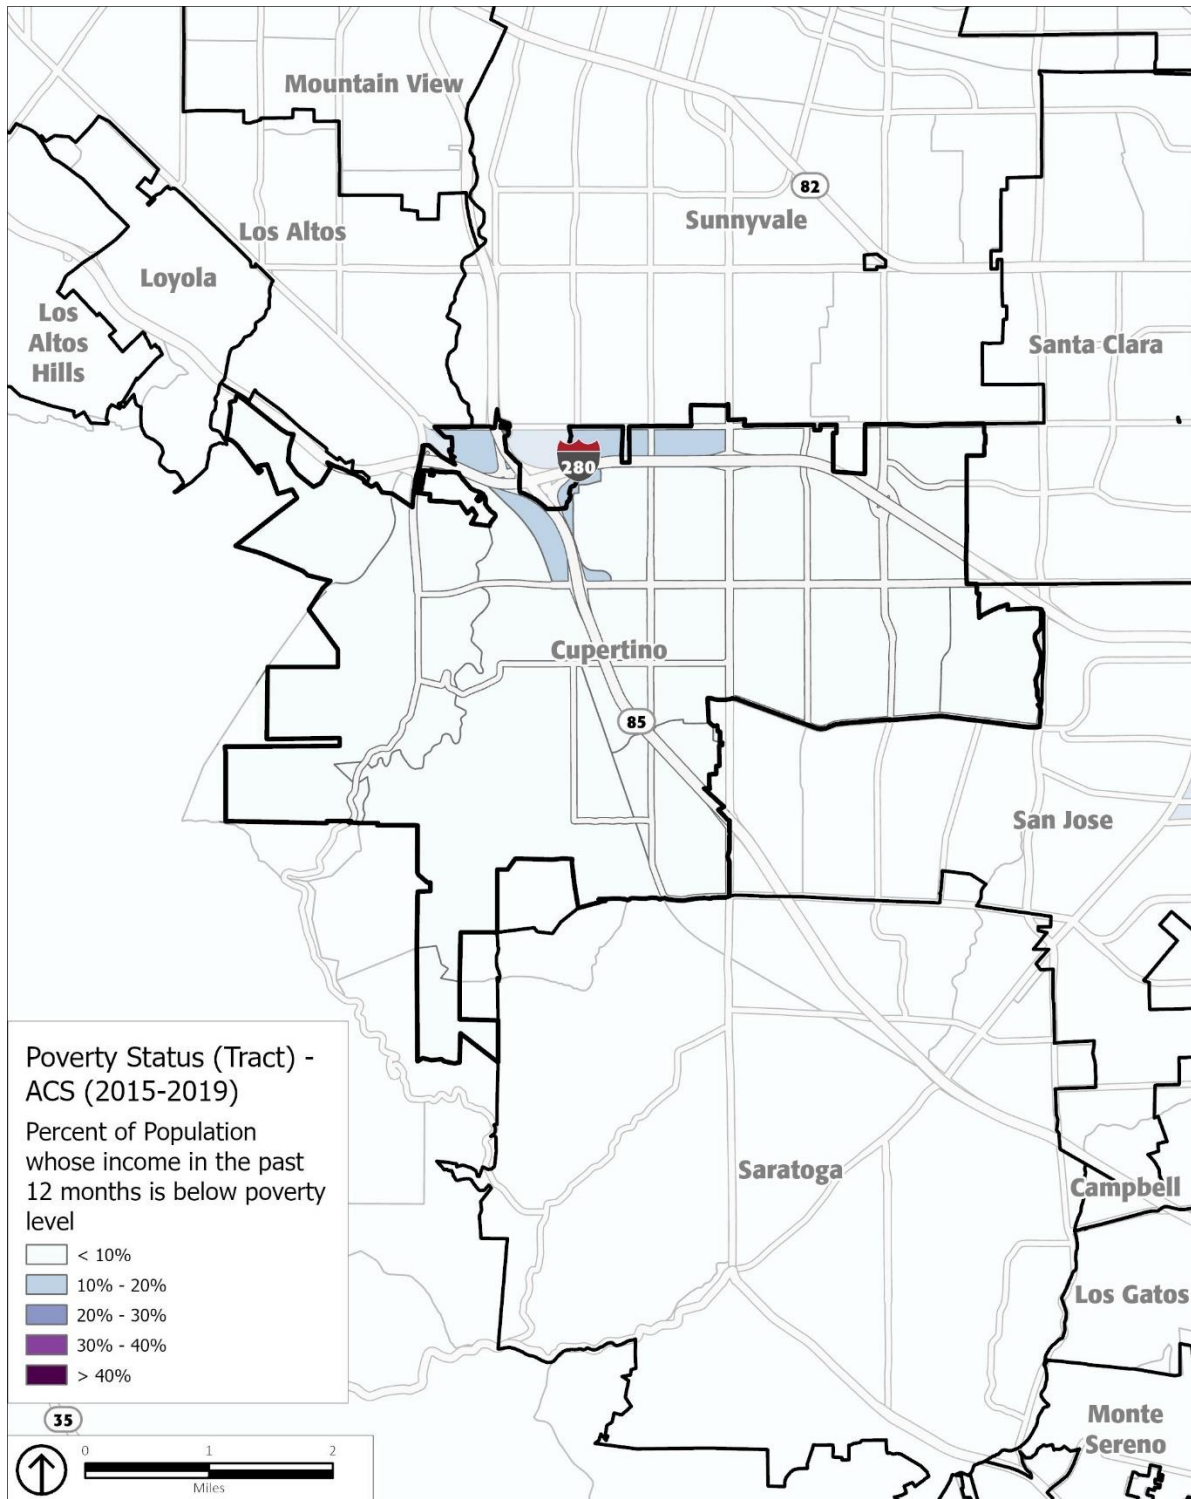 Mountain View
82
Los Altos
Sunnyvale
Loyola
Los
Altos
Hills
Santa Clara
280
Cupertino
85
San Jose
Poverty Status (Tract) -
ACS (2015-2019)
Percent of Population
whose income in the past
12 months is below poverty
level
< 10%
10% - 20%
20% - 30%
30% - 40%
> 40%
Saratoga
Campbell
Los Gatos
Monte
Sereno
35
0 1 2
Miles